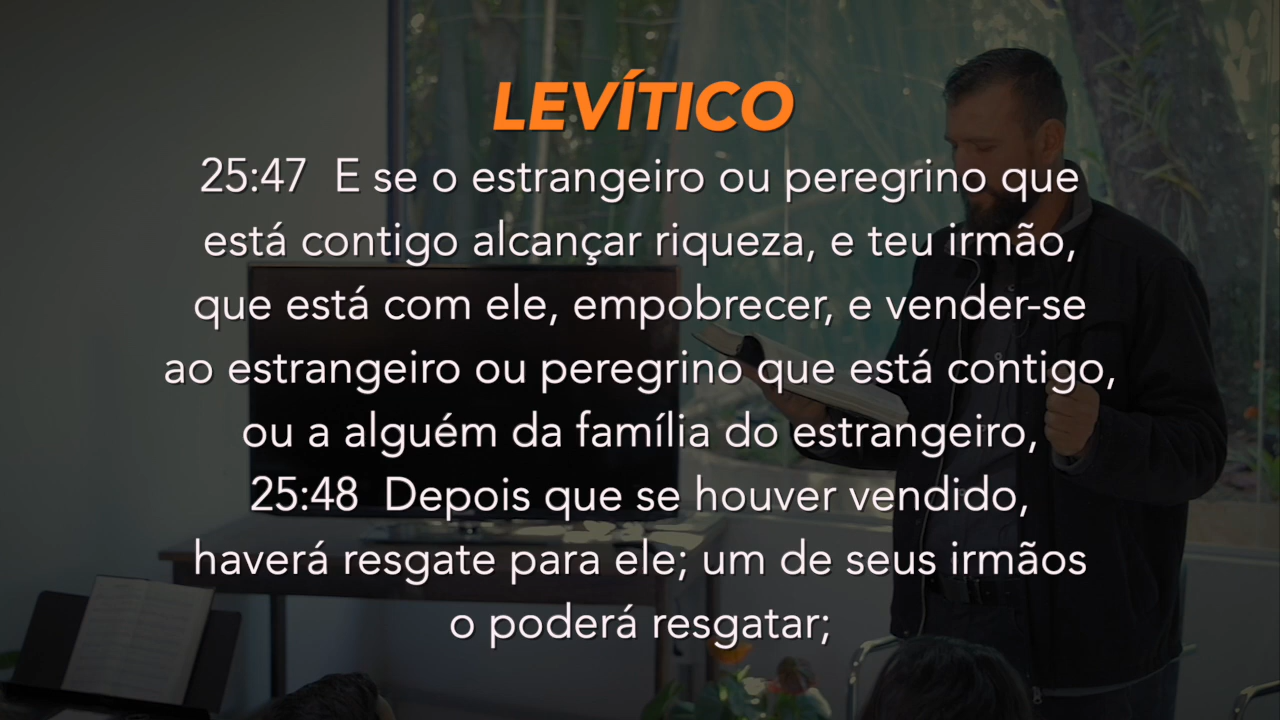 LEVÍTICO
25:47 E se o estrangeiro ou peregrino que
está contigo alcançar riqueza, e teu irmão,
que está com ele, empobrecer, e vender-se
ao estrangeiro ou peregrino que está contigo,
ou a alguém da família do estrangeiro,
25:48 Depois que se houver vendido,
haverá resgate para ele; um de seus irmãos
o poderá resgatar;